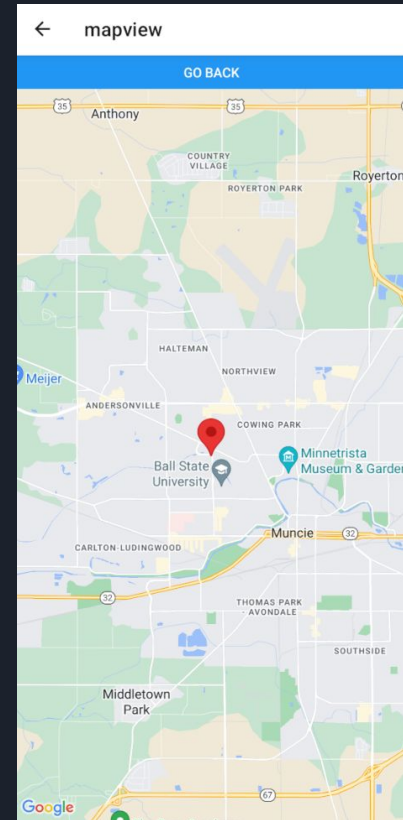 mapview
GO BACK
35
35
Anthony
COUNTRY
VILLAGE
Royerton
ROYERTON PARK
HALTEMAN
NORTHVIEW
Meijer
ANDERSONVILLE
COWING PARK
Ball State
University
Minnetrista
Museum & Garden
Muncie
32
CARLTON-LUDINGWOOD
32
THOMAS PARK
- AVONDALE
SOUTHSIDE
Middletown
Park
67
Google